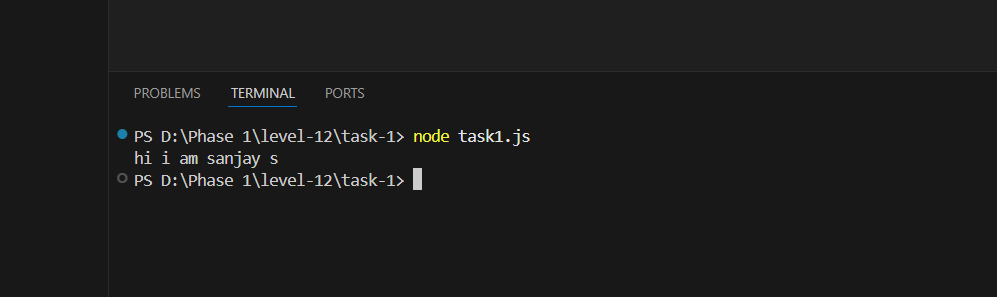 PROBLEMS TERMINAL PORTS
PS D:\Phase 1\level-12\task-1> node task1.js
hi i am sanjay s
PS D:\Phase 1\level-12\task-1>